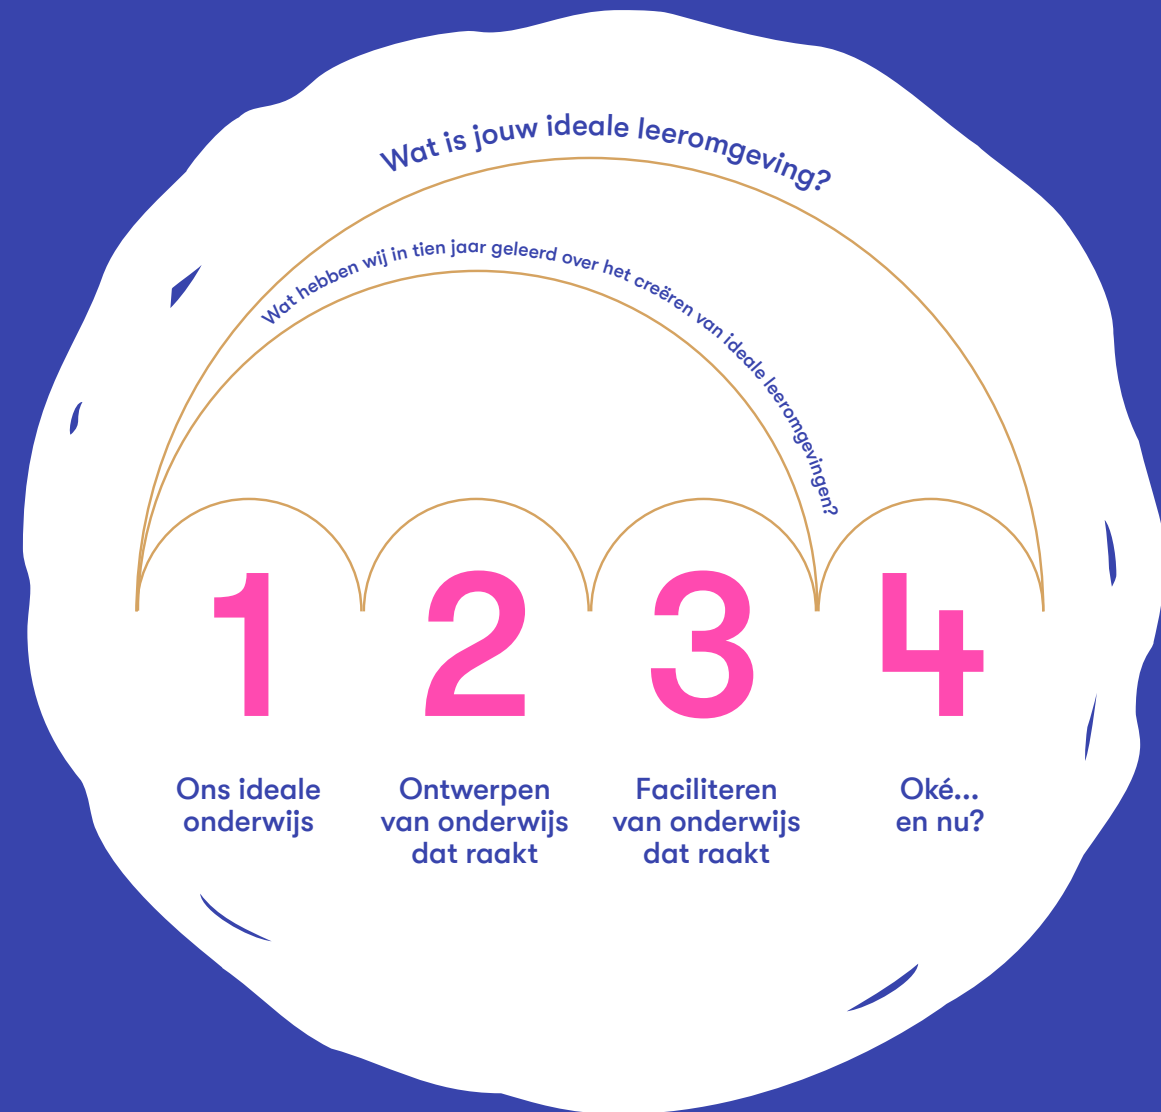 Wat is jouw ideale leeromgeving?
Wat hebben wij in tien jaar geleerd over het creëren van ideale leeromgevingen?
1
2
3
4
Ons ideale
onderwijs
Ontwerpen
van onderwijs
dat raakt
Faciliteren
van onderwijs
dat raakt
Oké...
en nu?